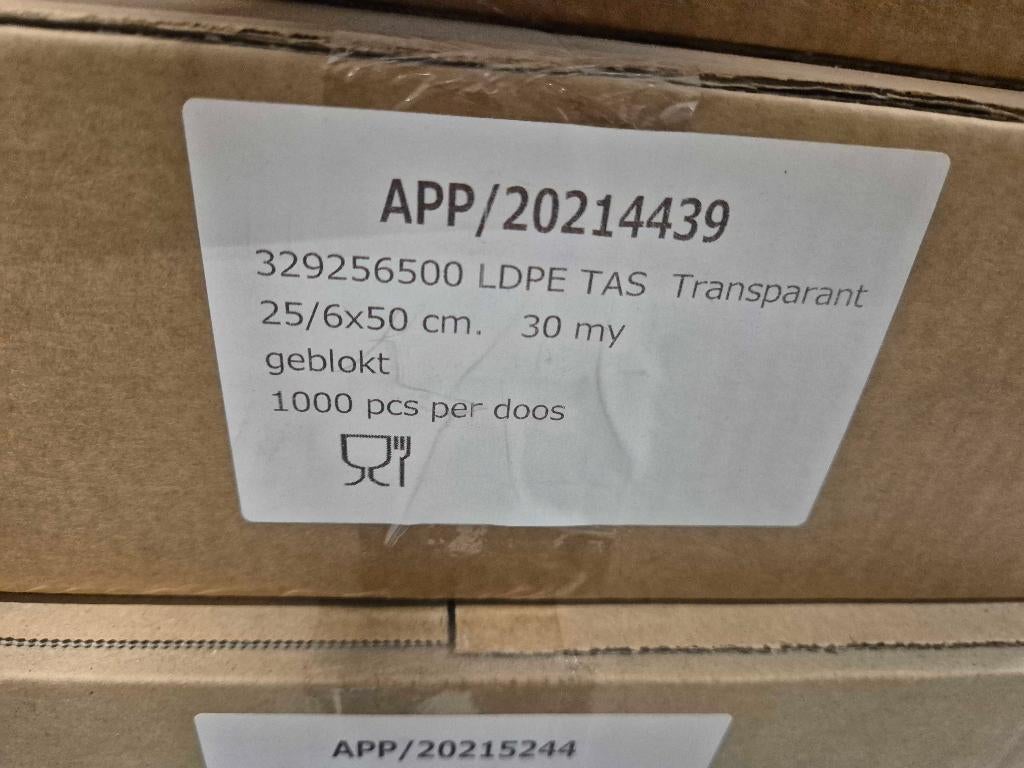 APP/20214439
329256500 LDPE TAS Transparant
25/6x50 cm. 30 my
geblokt
1000 pcs per doos
APP/20215244